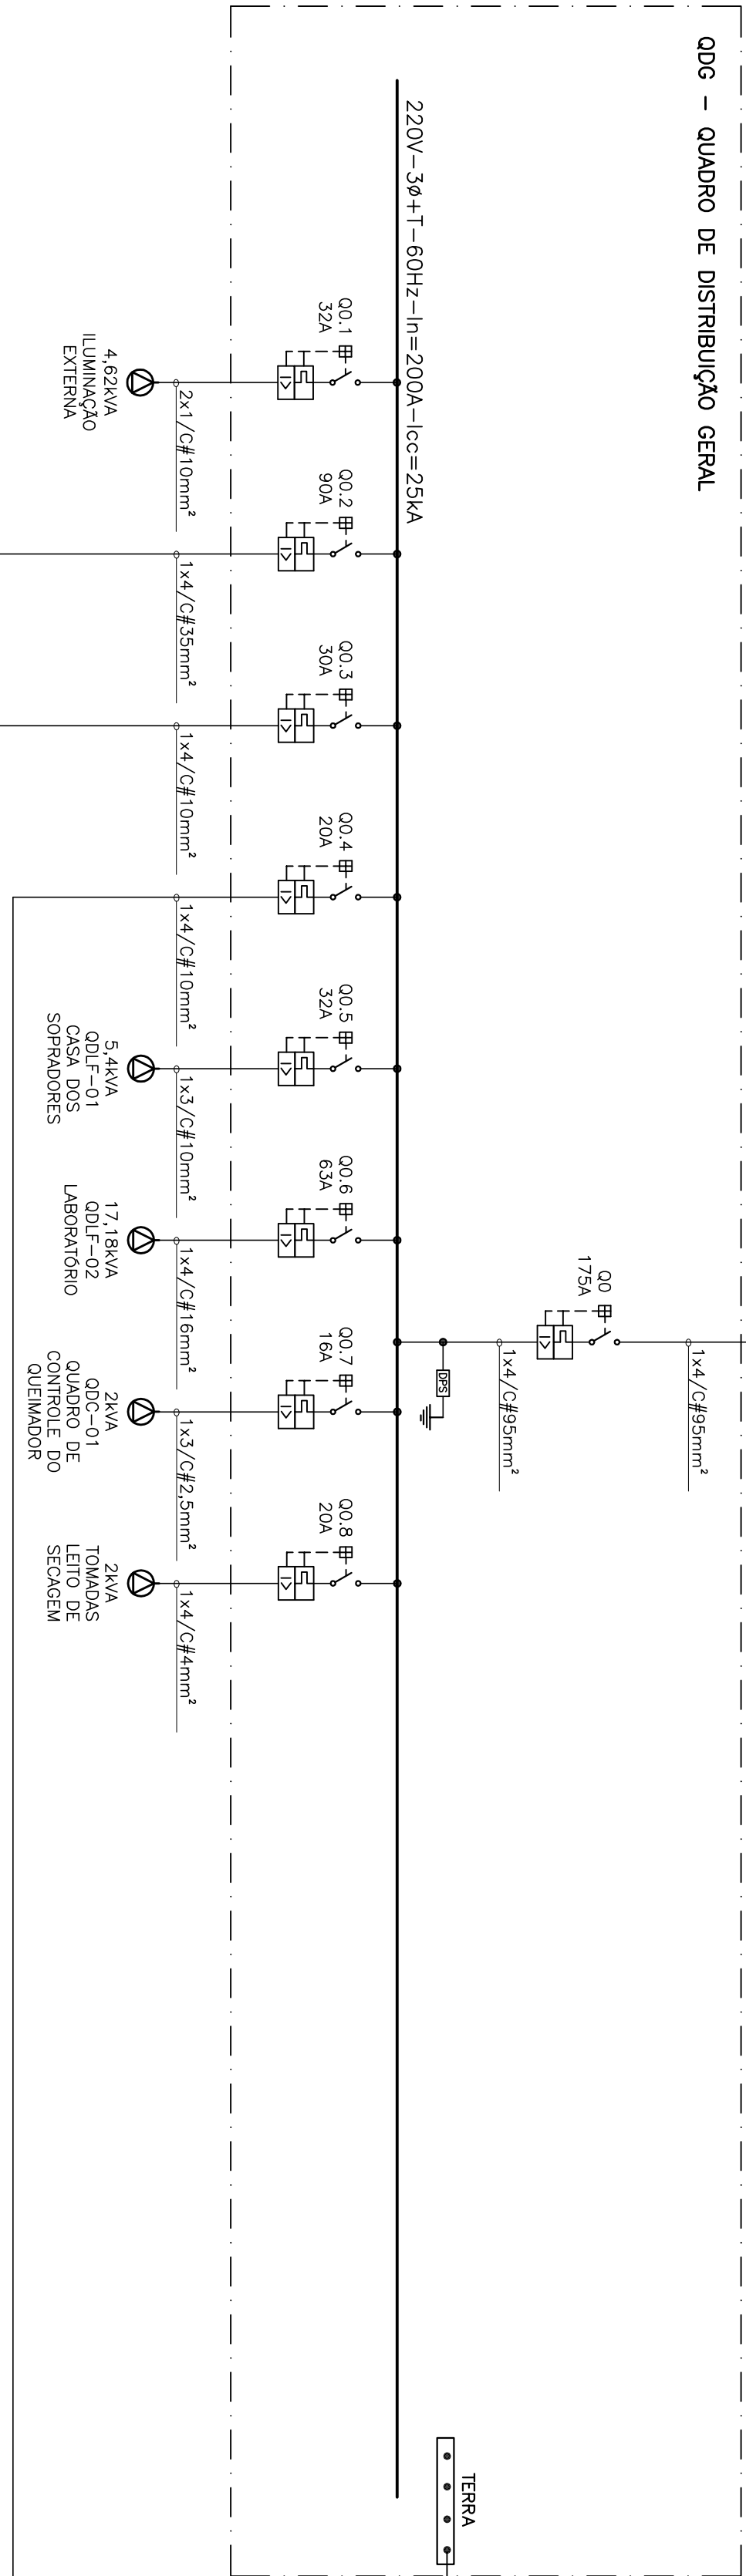 QDG - QUADRO DE DISTRIBUIÇÃO GERAL
1x4/C#95mm²
Q0
175A
1x4/C#95mm²
DPS
TERRA
220V-3ø+T-60Hz-In=200A-Icc=25kA
Q0.1
32A
2x1/C#10mm²
4,62kVA
ILUMINAÇÃO
EXTERNA
Q0.2
90A
1x4/C#35mm²
Q0.3
30A
1x4/C#10mm²
Q0.4
20A
1x4/C#10mm²
Q0.5
32A
1x3/C#10mm²
5,4kVA
QDLF-01
CASA DOS
SOPRADORES
Q0.6
63A
1x4/C#16mm²
17,18kVA
QDLF-02
LABORATÓRIO
Q0.7
16A
1x3/C#2,5mm²
2kVA
QDC-01
QUADRO DE
CONTROLE DO
QUEIMADOR
Q0.8
20A
1x4/C#4mm²
2kVA
TOMADAS
LEITO DE
SECAGEM